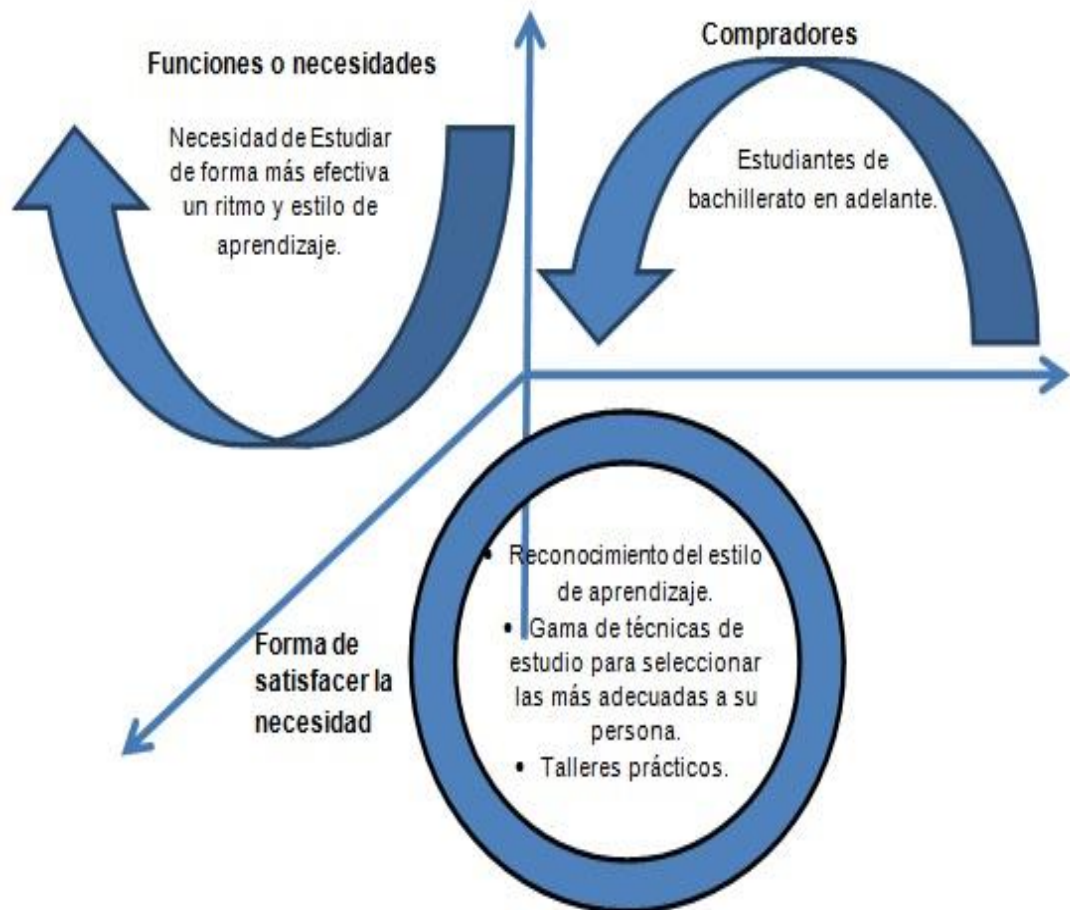 Funciones o necesidades
Necesidad de Estudiar
de forma más efectiva
un ritmo y estilo de
aprendizaje.
Compradores
Estudiantes de
bachillerato en adelante.
Forma de
satisfacer la
necesidad
• Reconocimiento del estilo
de aprendizaje.
• Gama de técnicas de
estudio para seleccionar
las más adecuadas a su
persona.
• Talleres prácticos.